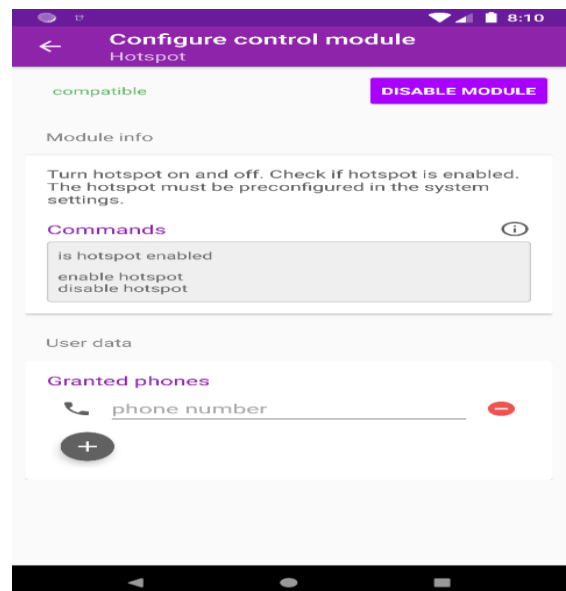 8:10
Configure control module
Hotspot
compatible
DISABLE MODULE
Module info
Turn hotspot on and off. Check if hotspot is enabled.
The hotspot must be preconfigured in the system
settings.
Commands
is hotspot enabled
enable hotspot
disable hotspot
User data
Granted phones
phone number